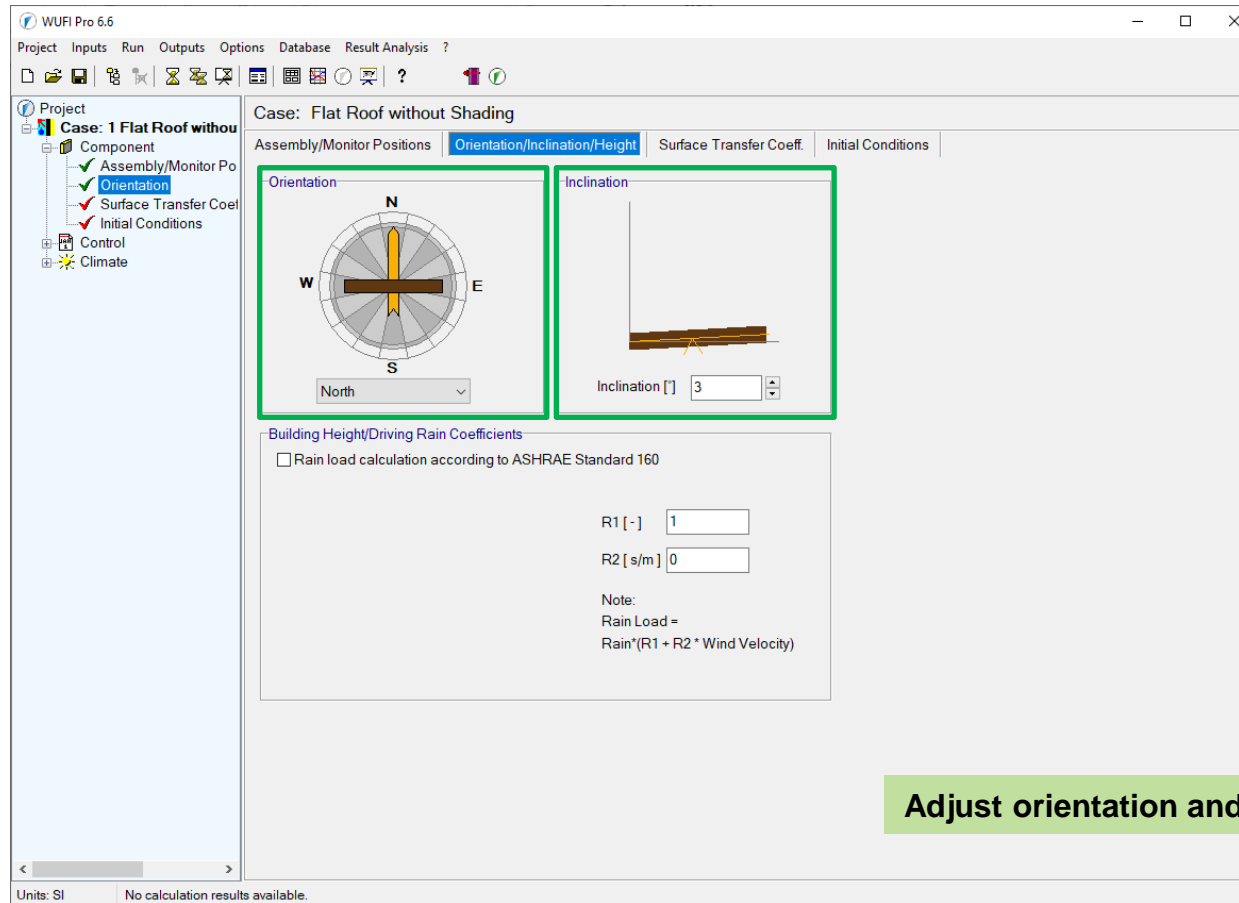 WUFI Pro 6.6
Project Inputs Run Outputs Options Database Result Analysis ?
Project
Case: 1 Flat Roof withou
Component
Assembly/Monitor Po
Orientation
Surface Transfer Coef
Initial Conditions
Control
Climate
Case: Flat Roof without Shading
Assembly/Monitor Positions Orientation/Inclination/Height Surface Transfer Coeff. Initial Conditions
Orientation
N
W
E
S
North
Inclination
Inclination [°] 3
Building Height/Driving Rain Coefficients
Rain load calculation according to ASHRAE Standard 160
R1 [ - ] 1
R2 [ s/m ] 0
Note:
Rain Load =
Rain*(R1 + R2 * Wind Velocity)
Adjust orientation and
Units: SI No calculation results available.